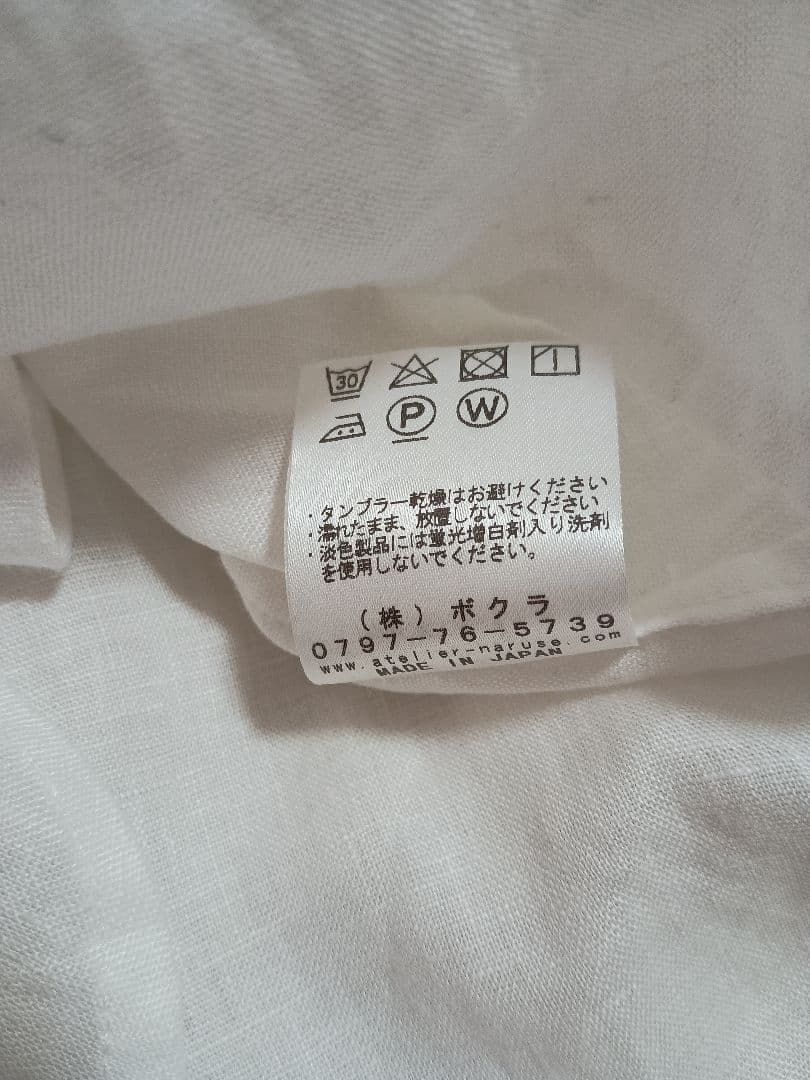 30
P W
・タンブラー乾燥はお避けください
・濡れたまま、放置しないでください
・淡色製品には蛍光増白剤入り洗剤
を使用しないでください。
(株)ボクラ
0797-76-5739
www.atelier-naruse.com
MADE IN JAPAN